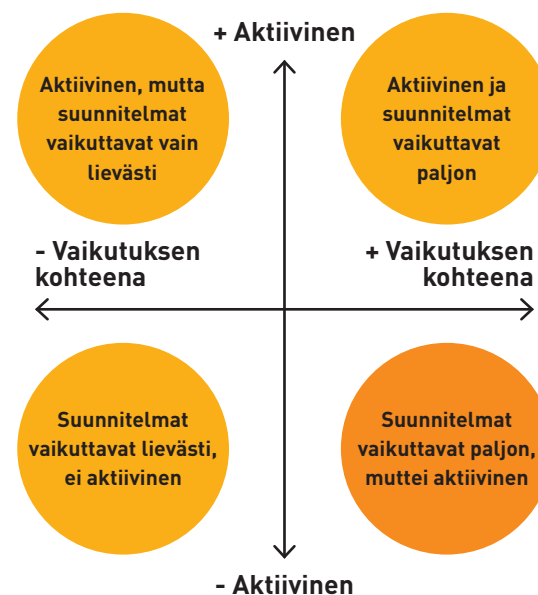 + Aktiivinen
Aktiivinen, mutta
suunnitelmat
vaikuttavat vain
lievästi
Aktiivinen ja
suunnitelmat
vaikuttavat
paljon
- Vaikutuksen
kohteena
+ Vaikutuksen
kohteena
Suunnitelmat
vaikuttavat lievästi,
ei aktiivinen
Suunnitelmat
vaikuttavat paljon,
muttei aktiivinen
- Aktiivinen